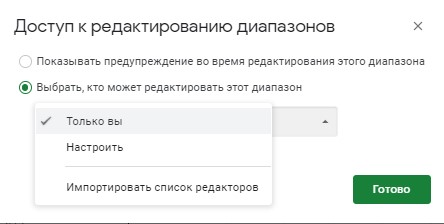 Доступ к редактированию диапазонов
Показывать предупреждение во время редактирования этого диапазона
Выбрать, кто может редактировать этот диапазон
Только вы
Настроить
Импортировать список редакторов
Готово